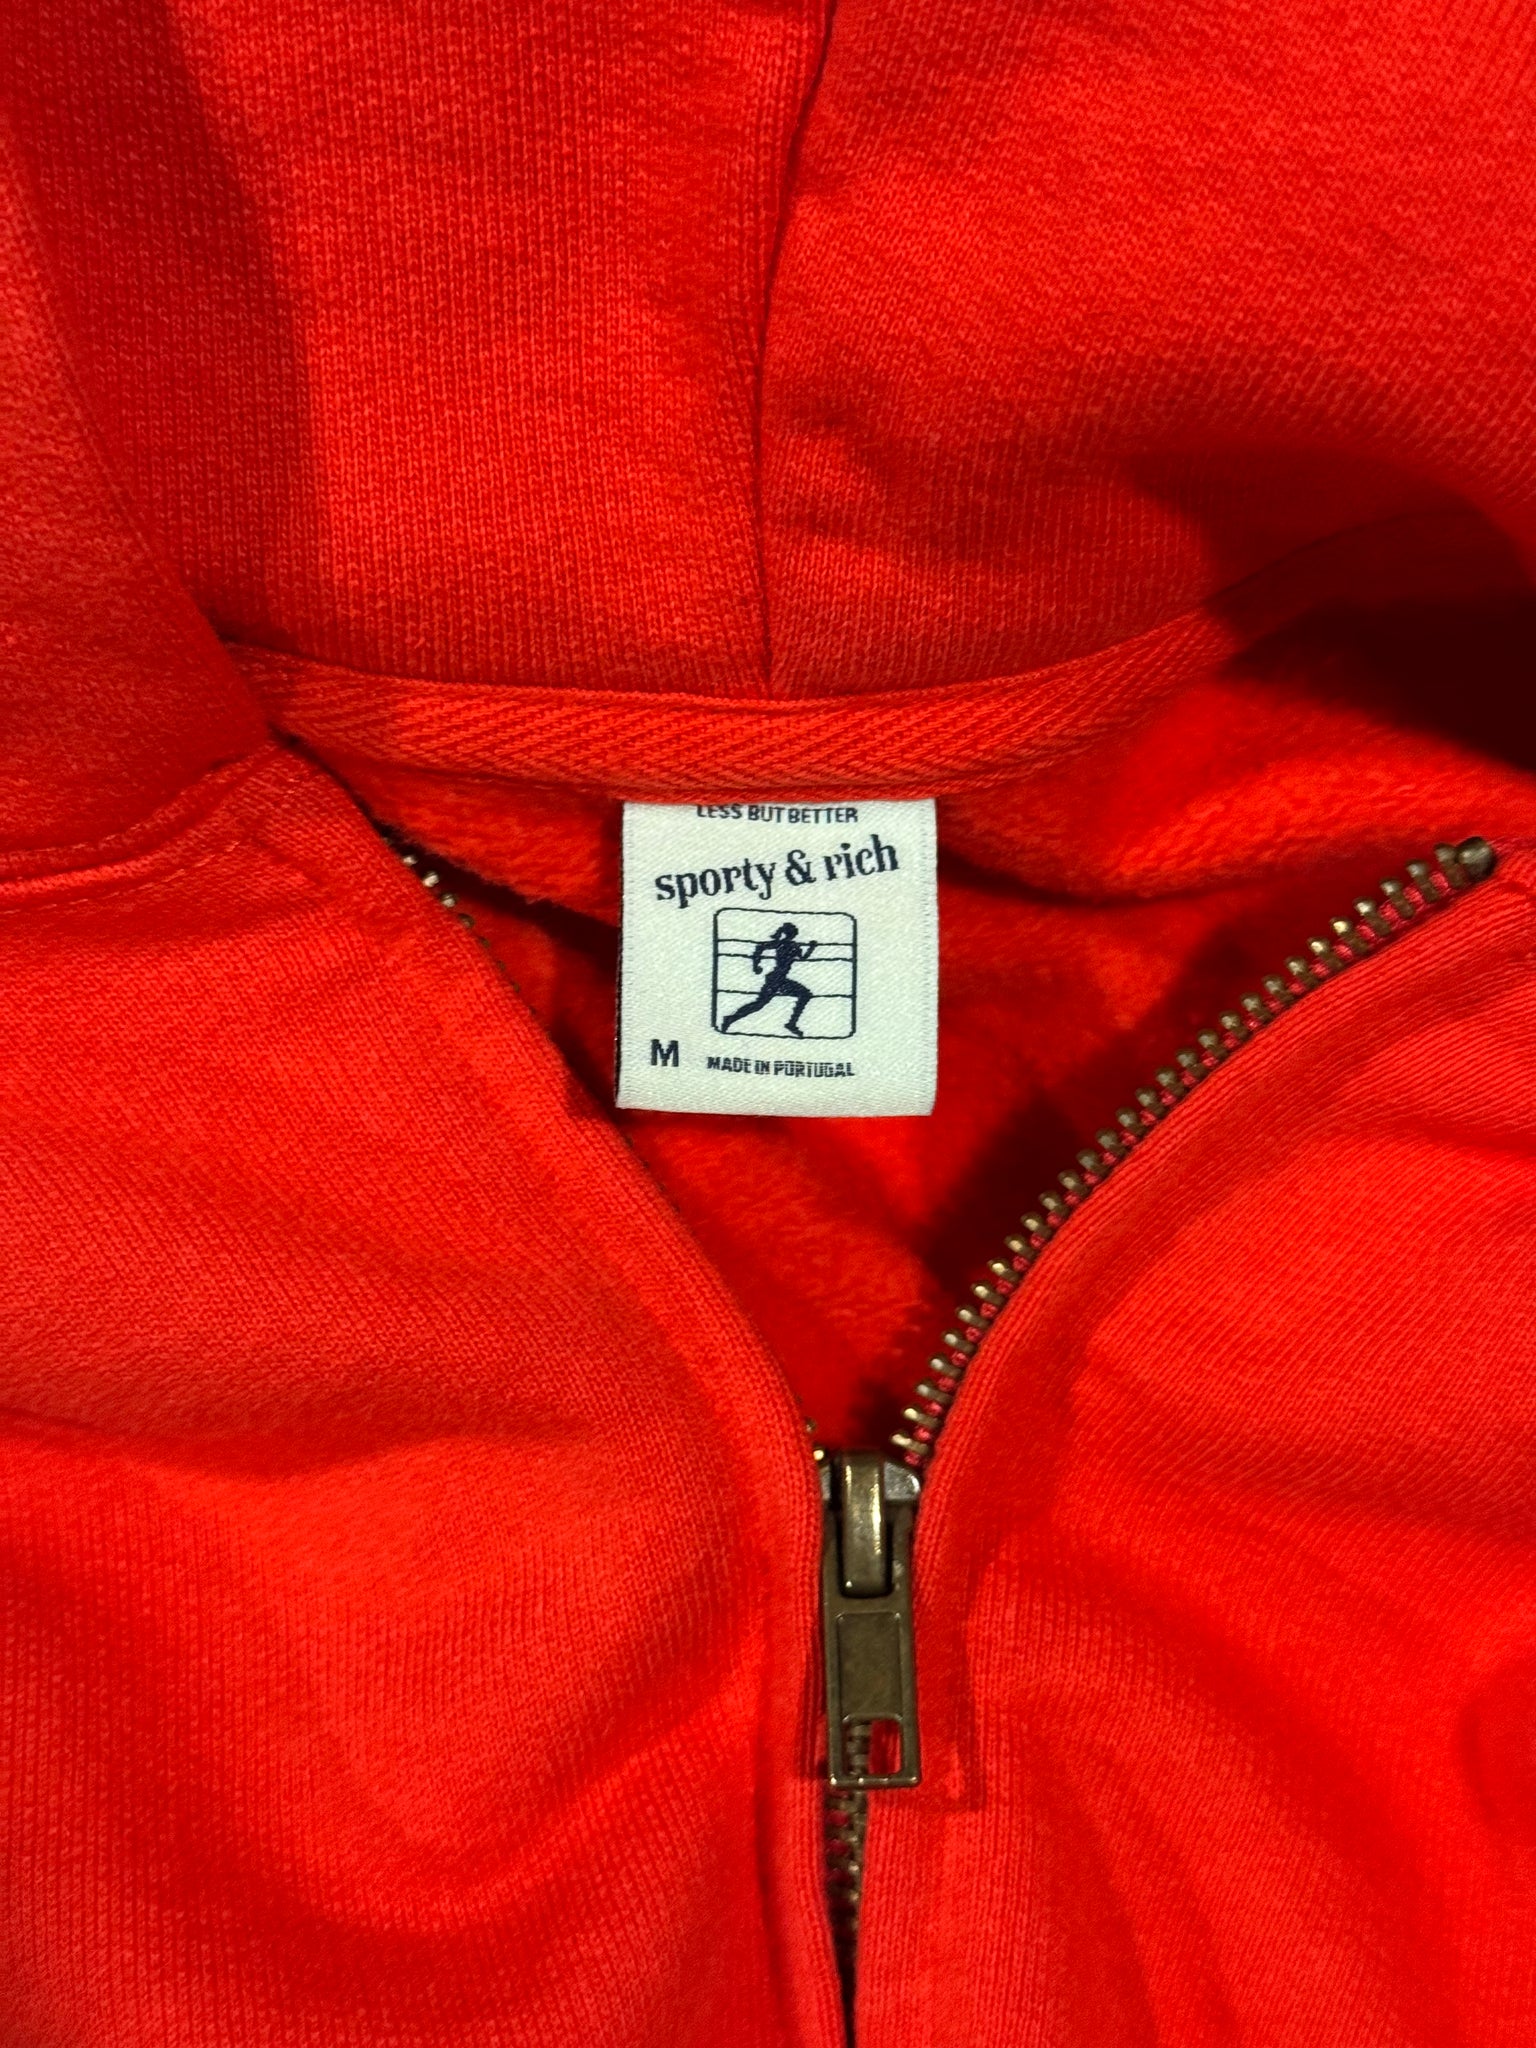 LESS BUT BETTER
sporty & rich
M
MADE IN PORTUGAL